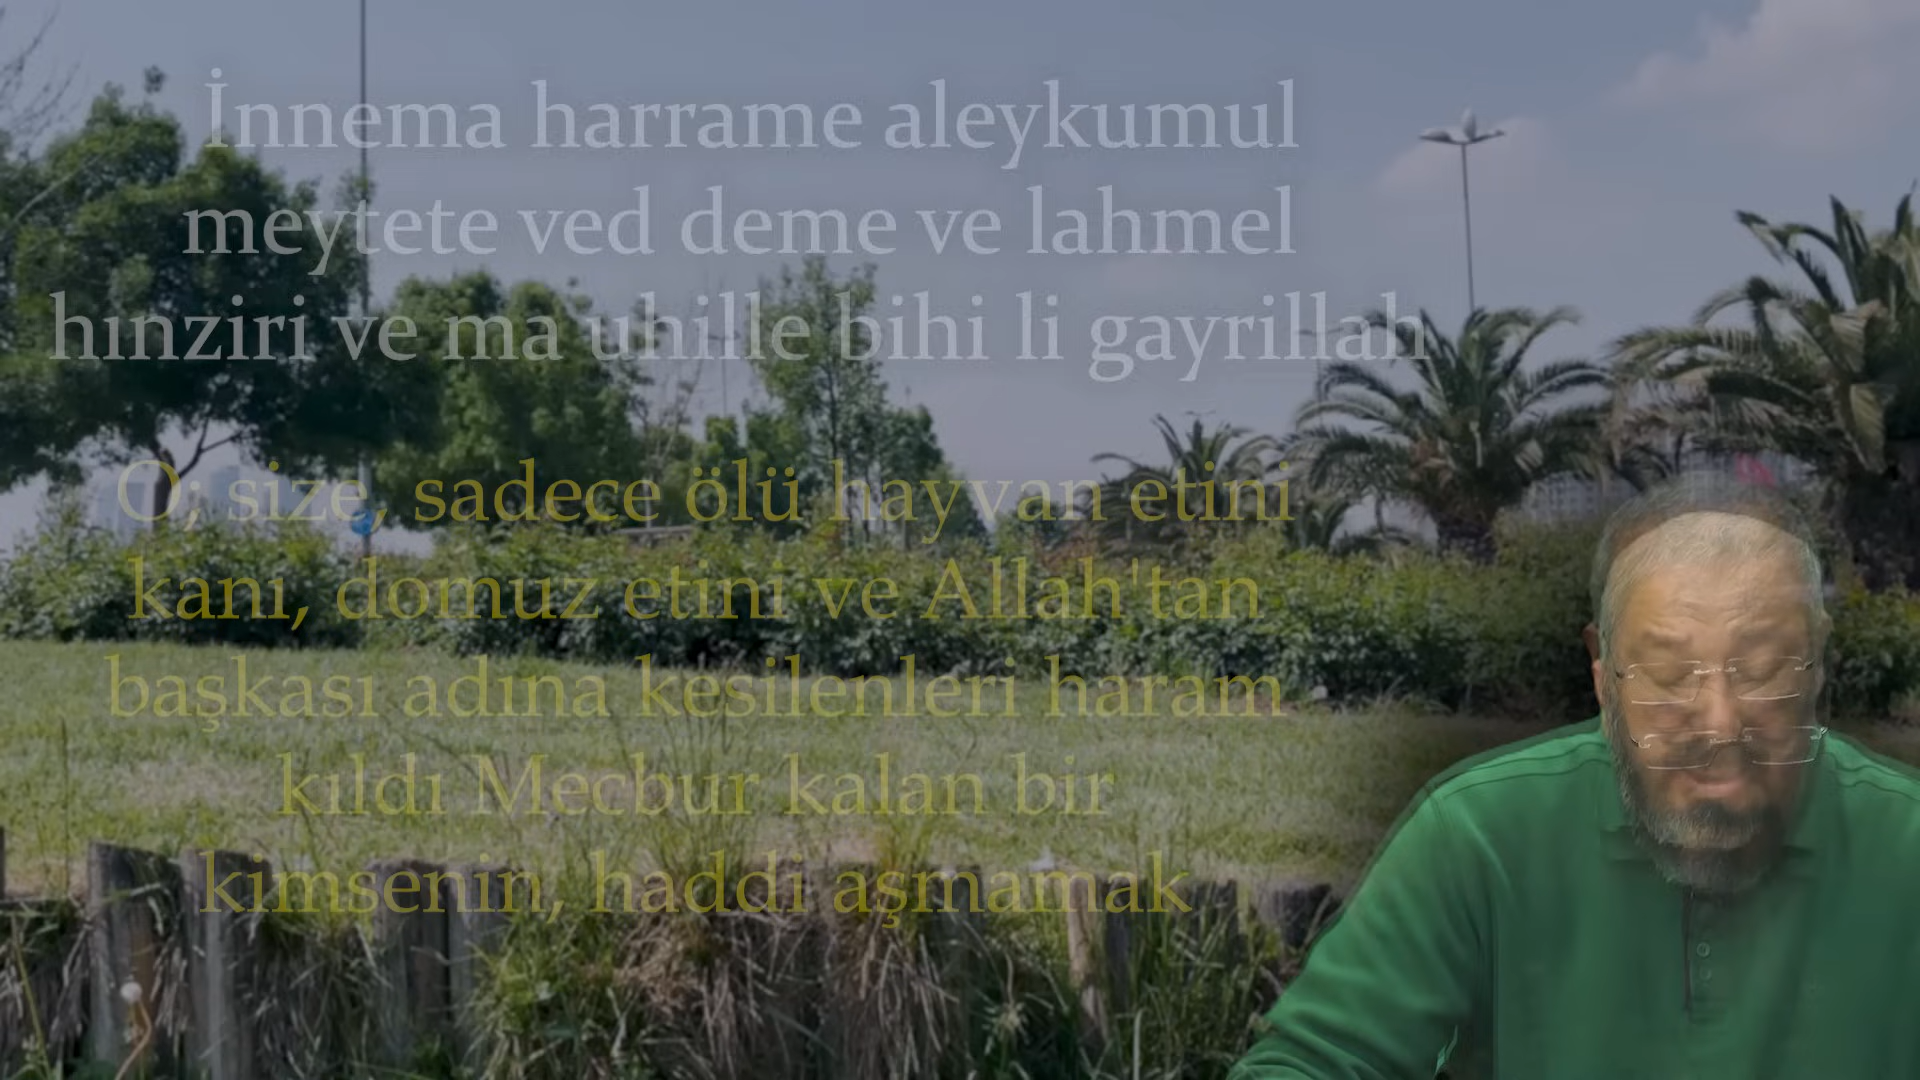 İnnema harrame aleykumul
meytete ved deme ve lahmel
hınziri ve ma uhille bihi li gayrillah
O; size, sadece ölü hayvan etini
kanı, domuz etini ve Allah'tan
başkası adına kesilenleri haram
kıldı Mecbur kalan bir
kimsenin, haddi aşmamak